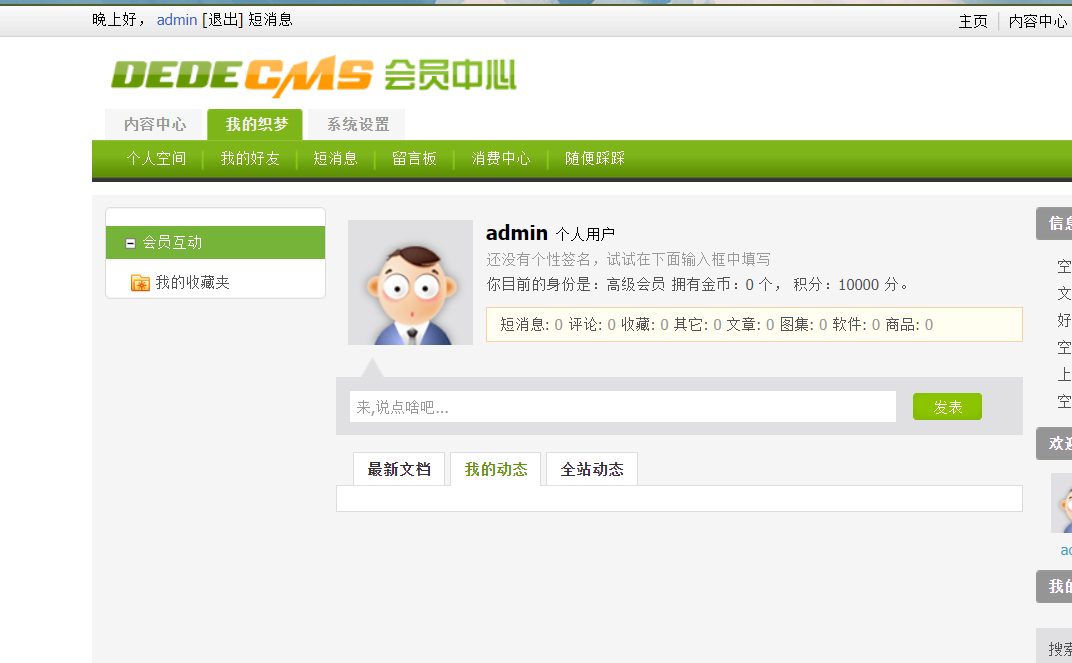 晚上好， admin [退出] 短消息
主页 内容中心
DEDECMS 会员中心
内容中心 我的织梦 系统设置
个人空间 我的好友 短消息 留言板 消费中心 随便踩踩
会员互动
我的收藏夹
admin 个人用户
还没有个性签名，试试在下面输入框中填写
你目前的身份是：高级会员 拥有金币：0 个， 积分：10000 分。
短消息: 0 评论: 0 收藏: 0 其它: 0 文章: 0 图集: 0 软件: 0 商品: 0
来,说点啥吧...
发表
最新文档 我的动态 全站动态
信息
空
文
好
空
上
空
欢迎
我的
搜索